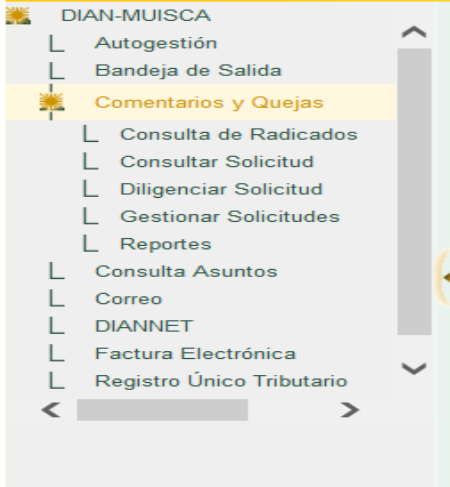 DIAN-MUISCA
Autogestión
Bandeja de Salida
Comentarios y Quejas
Consulta de Radicados
Consultar Solicitud
Diligenciar Solicitud
Gestionar Solicitudes
Reportes
Consulta Asuntos
Correo
DIANNET
Factura Electrónica
Registro Único Tributario